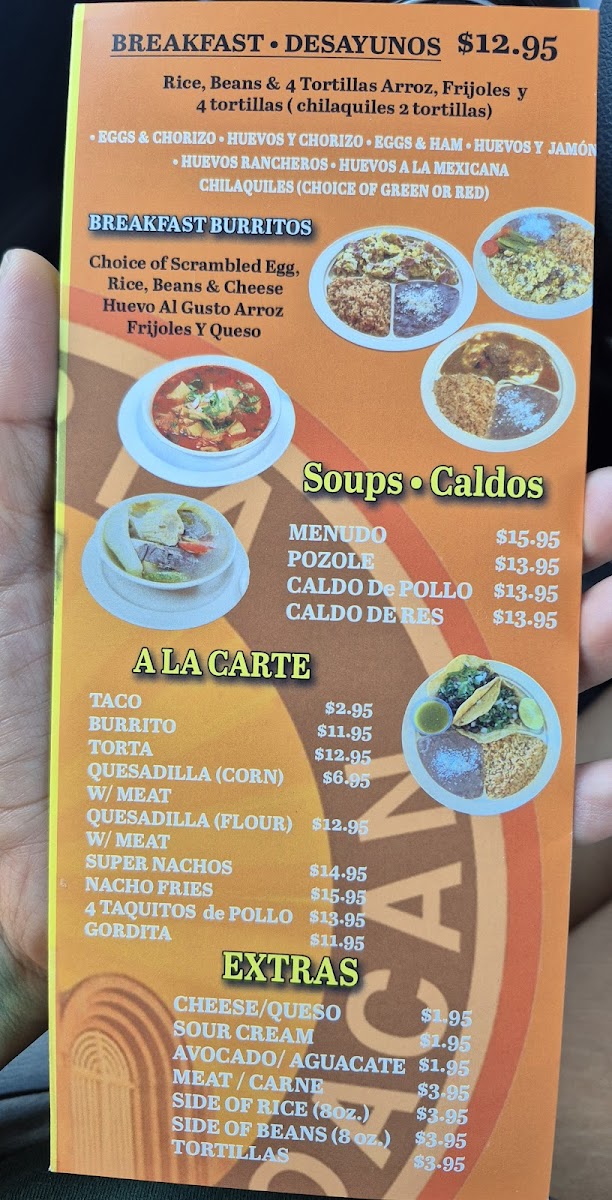 BREAKFAST • DESAYUNOS $12.95
Rice, Beans & 4 Tortillas Arroz, Frijoles y
4 tortillas ( chilaquiles 2 tortillas)
• EGGS & CHORIZO • HUEVOS Y CHORIZO • EGGS & HAM • HUEVOS Y JAMÓN
• HUEVOS RANCHEROS • HUEVOS A LA MEXICANA
CHILAQUILES (CHOICE OF GREEN OR RED)
BREAKFAST BURRITOS
Choice of Scrambled Egg,
Rice, Beans & Cheese
Huevo Al Gusto Arroz
Frijoles Y Queso
Soups • Caldos
MENUDO $15.95
POZOLE $13.95
CALDO De POLLO $13.95
CALDO DE RES $13.95
A LA CARTE
TACO $2.95
BURRITO $11.95
TORTA $12.95
QUESADILLA (CORN) $6.95
W/ MEAT
QUESADILLA (FLOUR) $12.95
W/ MEAT
SUPER NACHOS $14.95
NACHO FRIES $15.95
4 TAQUITOS de POLLO $13.95
GORDITA $11.95
EXTRAS
CHEESE/QUESO $1.95
SOUR CREAM $1.95
AVOCADO/ AGUACATE $1.95
MEAT / CARNE $3.95
SIDE OF RICE (8oz.) $3.95
SIDE OF BEANS (8 oz.) $3.95
TORTILLAS $3.95
OACAN